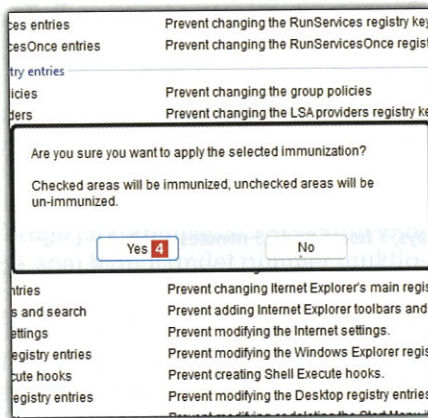 ces entries Prevent changing the RunServices registry key
cesOnce entries Prevent changing the RunServicesOnce regist
try entries
icies Prevent changing the group policies
ders Prevent changing the LSA providers registry ke
Are you sure you want to apply the selected immunization?
Checked areas will be immunized, unchecked areas will be
un-immunized.
Yes 4 No
ntries Prevent changing Iternet Explorer's main regis
s and search Prevent adding Internet Explorer toolbars and
ettings Prevent modifying the Internet settings.
egistry entries Prevent modifying the Windows Explorer regis
cute hooks Prevent creating Shell Execute hooks.
egistry entries Prevent modifying the Desktop registry entries